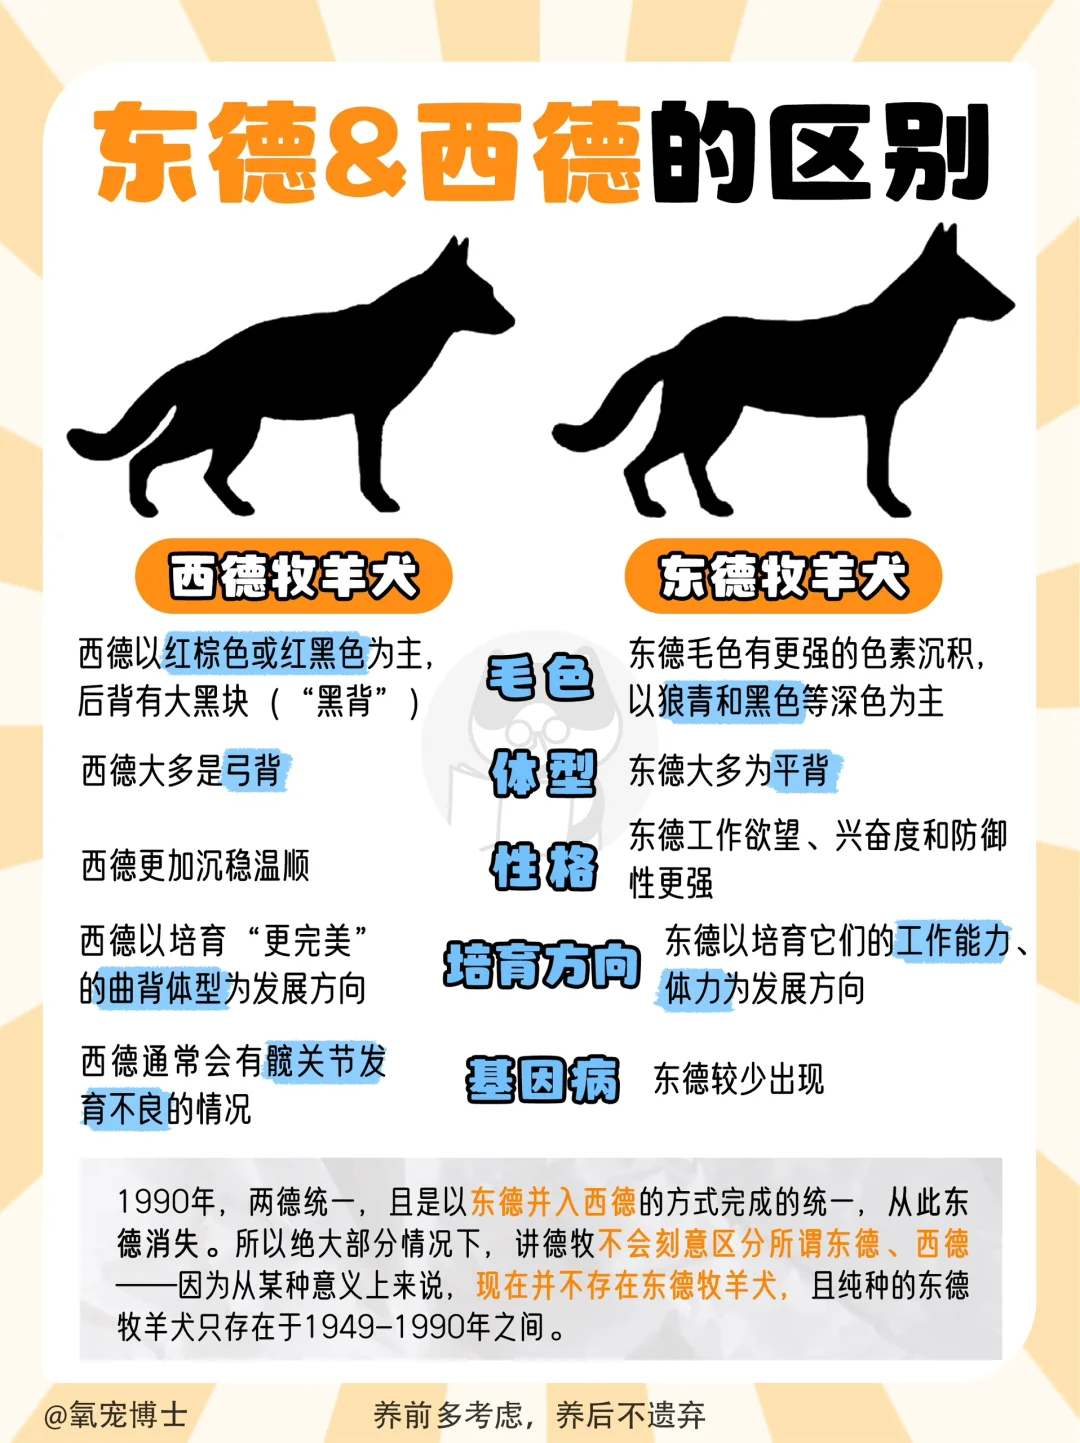 东德&西德的区别
西德牧羊犬
东德牧羊犬
西德以红棕色或红黑色为主，
后背有大黑块（“黑背”）
毛色
东德毛色有更强的色素沉积，
以狼青和黑色等深色为主
西德大多是弓背
体型
东德大多为平背
西德更加沉稳温顺
性格
东德工作欲望、兴奋度和防御
性更强
西德以培育“更完美”
的曲背体型为发展方向
培育方向
东德以培育它们的工作能力、
体力为发展方向
西德通常会有髋关节发
育不良的情况
基因病
东德较少出现
1990年，两德统一，且是以东德并入西德的方式完成的统一，从此东
德消失。所以绝大部分情况下，讲德牧不会刻意区分所谓东德、西德
——因为从某种意义上来说，现在并不存在东德牧羊犬，且纯种的东德
牧羊犬只存在于1949-1990年之间。
@氧宠博士
养前多考虑，养后不遗弃